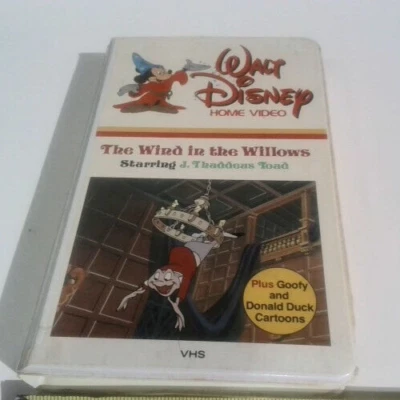 Walt
Disney
HOME VIDEO
The Wind in the Willows
Starring J. Thaddeus Toad
Plus Goofy
and
Donald Duck
Cartoons
VHS